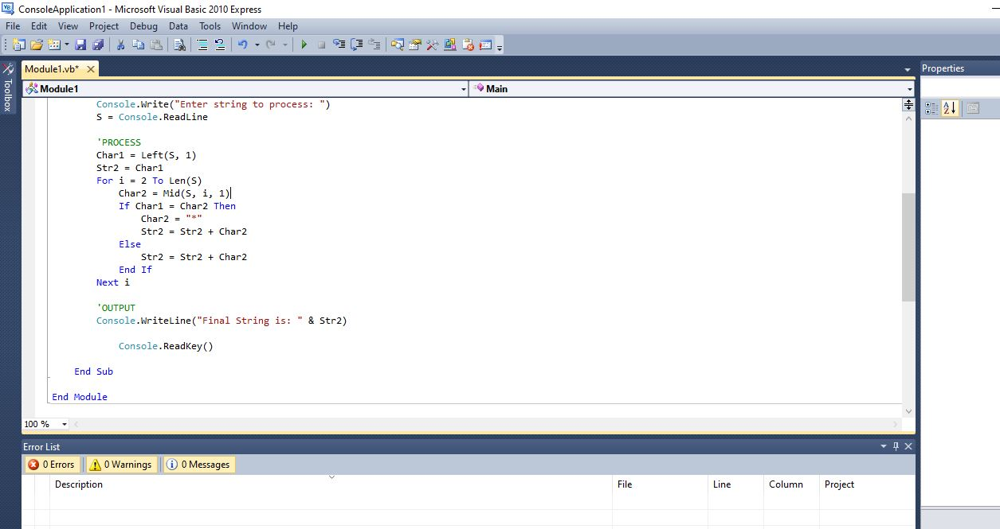 ConsoleApplication1 - Microsoft Visual Basic 2010 Express
File Edit View Project Debug Data Tools Window Help
Module1.vb*
Properties
Toolbox
Module1
Main
Console.Write("Enter string to process: ")
S = Console.ReadLine
'PROCESS
Char1 = Left(S, 1)
Str2 = Char1
For i = 2 To Len(S)
Char2 = Mid(S, i, 1)
If Char1 = Char2 Then
Char2 = "*"
Str2 = Str2 + Char2
Else
Str2 = Str2 + Char2
End If
Next i
'OUTPUT
Console.WriteLine("Final String is: " & Str2)
Console.ReadKey()
End Sub
End Module
100 %
Error List
0 Errors 0 Warnings 0 Messages
Description File Line Column Project